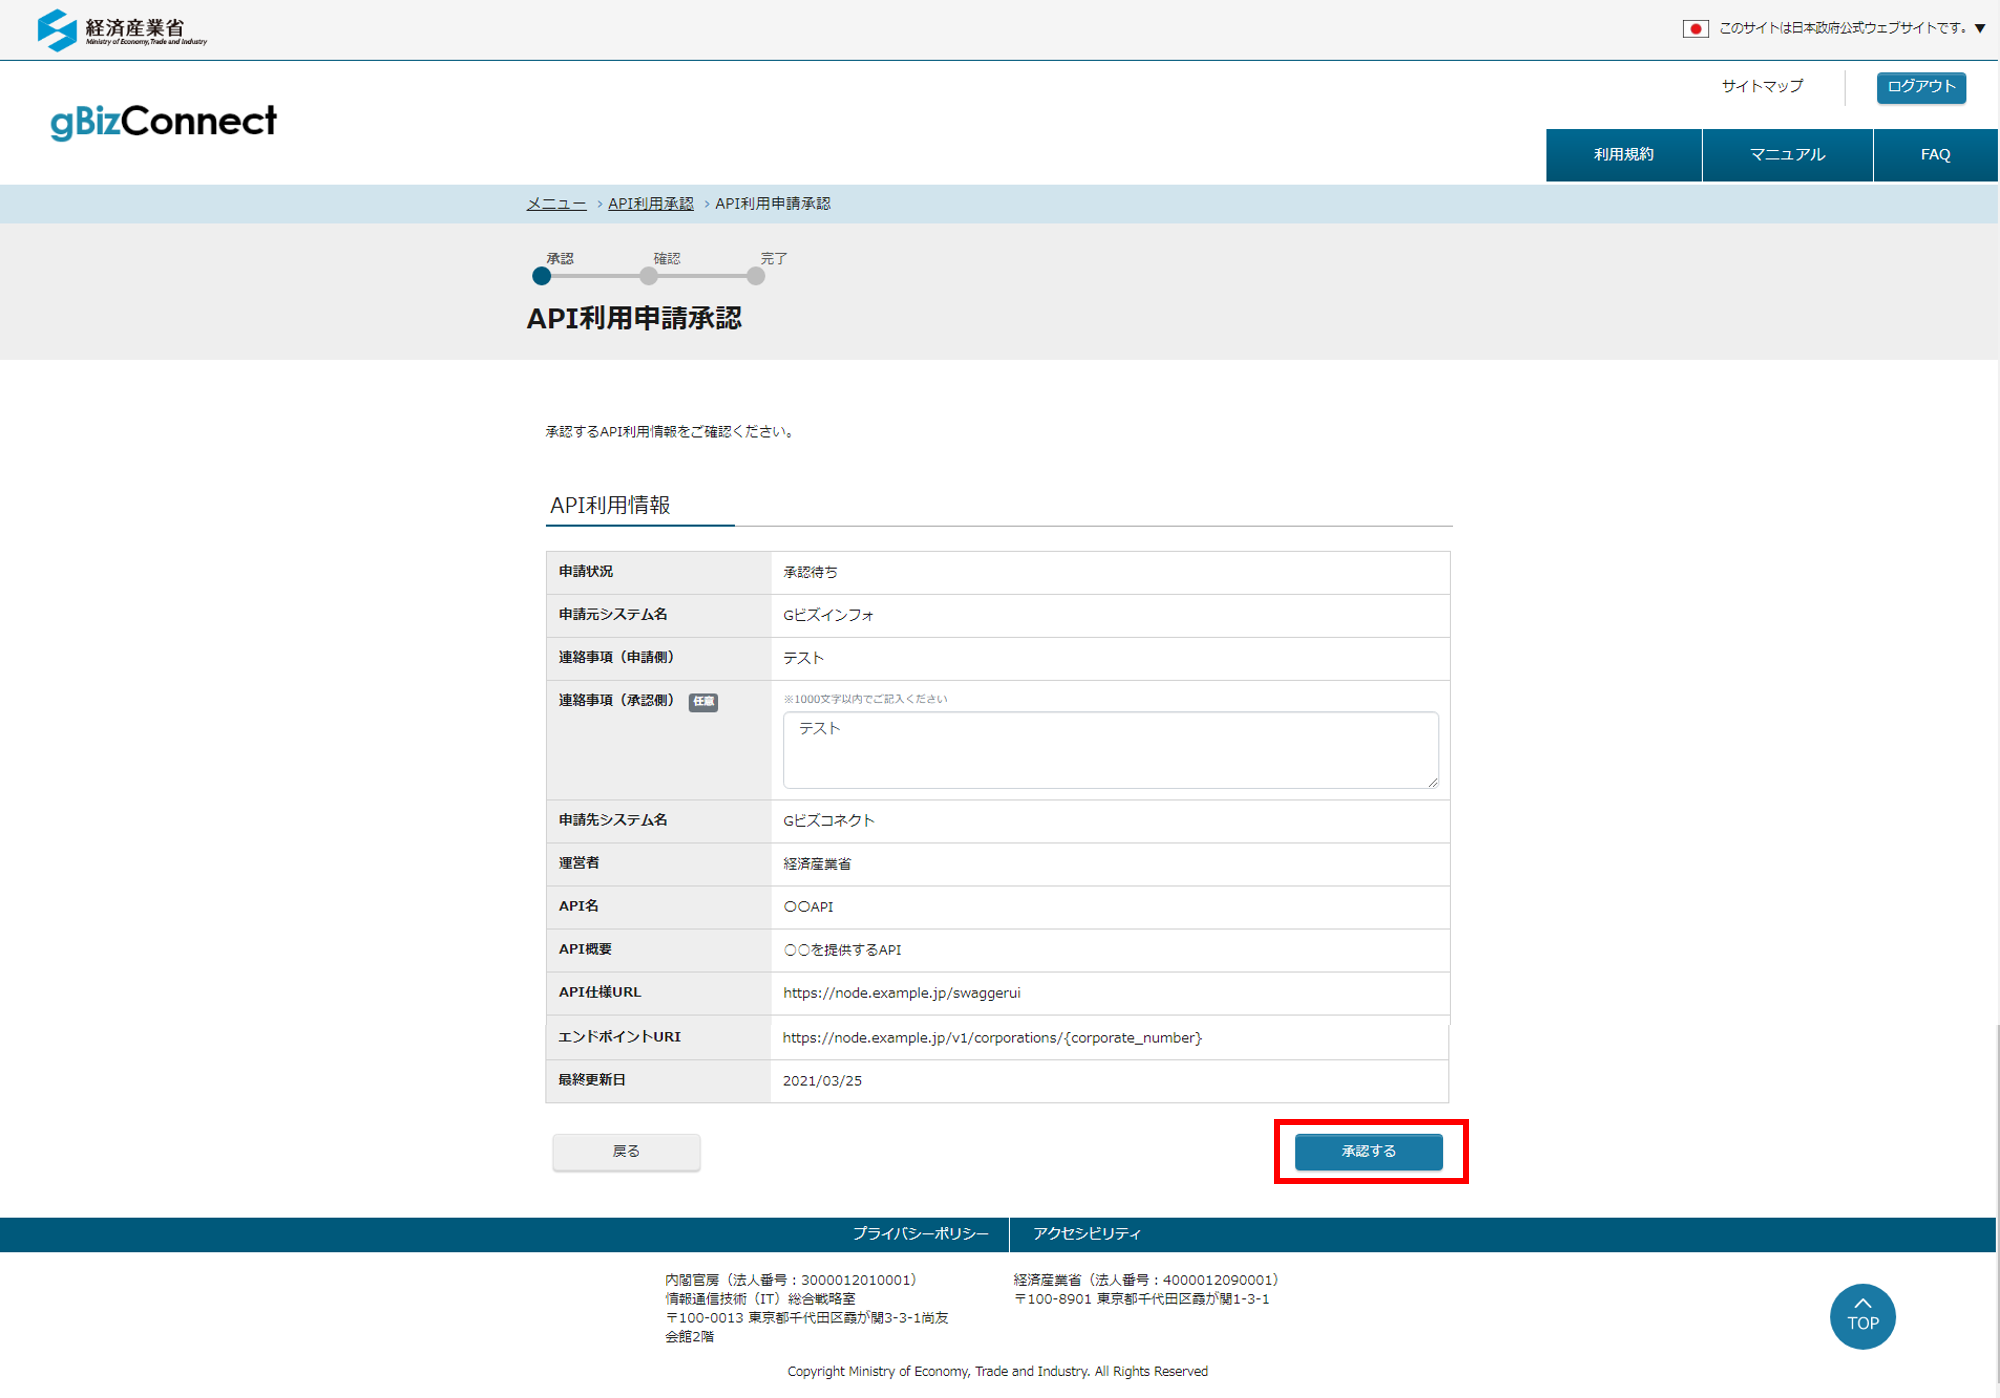 経済産業省
Ministry of Economy, Trade and Industry
このサイトは日本政府公式ウェブサイトです。▼
サイトマップ
ログアウト
gBizConnect
利用規約
マニュアル
FAQ
メニュー › API利用承認 › API利用申請承認
承認 確認 完了
API利用申請承認
承認するAPI利用情報をご確認ください。
API利用情報
申請状況 承認待ち
申請元システム名 Gビズインフォ
連絡事項（申請側） テスト
連絡事項（承認側） 任意 ※1000文字以内でご記入ください
テスト
申請先システム名 Gビズコネクト
運営者 経済産業省
API名 〇〇API
API概要 〇〇を提供するAPI
API仕様URL https://node.example.jp/swaggerui
エンドポイントURI https://node.example.jp/v1/corporations/{corporate_number}
最終更新日 2021/03/25
戻る
承認する
プライバシーポリシー
アクセシビリティ
内閣官房（法人番号：3000012010001）
情報通信技術（IT）総合戦略室
〒100-0013 東京都千代田区霞が関3-3-1尚友
会館2階
経済産業省（法人番号：4000012090001）
〒100-8901 東京都千代田区霞が関1-3-1
TOP
Copyright Ministry of Economy, Trade and Industry. All Rights Reserved